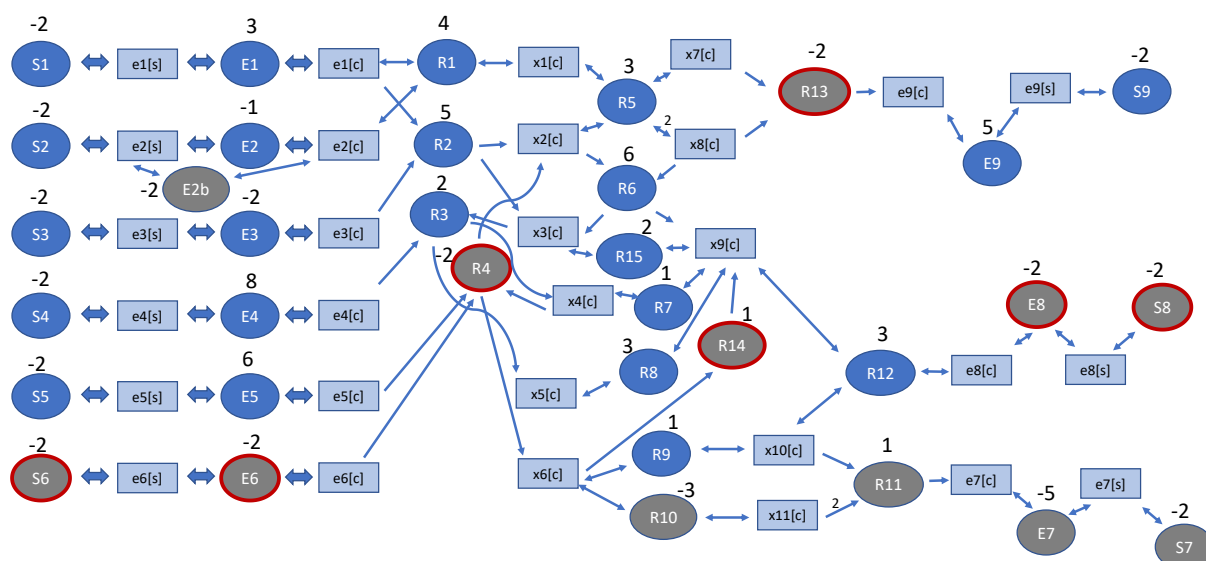 -2 3 4
S1 e1[s] E1 e1[c] R1 x1[c] x7[c]
3 -2 -2
R5 R13 e9[c] e9[s] S9
-2 -1 5
S2 e2[s] E2 e2[c] R2 x2[c] 2 x8[c] 5
E9
-2 E2b 6
R6
-2 -2 2
S3 e3[s] E3 e3[c] R3 x3[c] 2 x9[c]
-2 R4 R15
-2 8 1 -2 -2
S4 e4[s] E4 e4[c] x4[c] R7 E8 S8
1
R14
-2 6 3 3
S5 e5[s] E5 e5[c] x5[c] R8 R12 e8[c] e8[s]
-2 -2 1 1
S6 e6[s] E6 e6[c] x6[c] R9 x10[c]
R11 e7[c] e7[s]
-3 -5 -2
R10 x11[c] 2 E7 S7